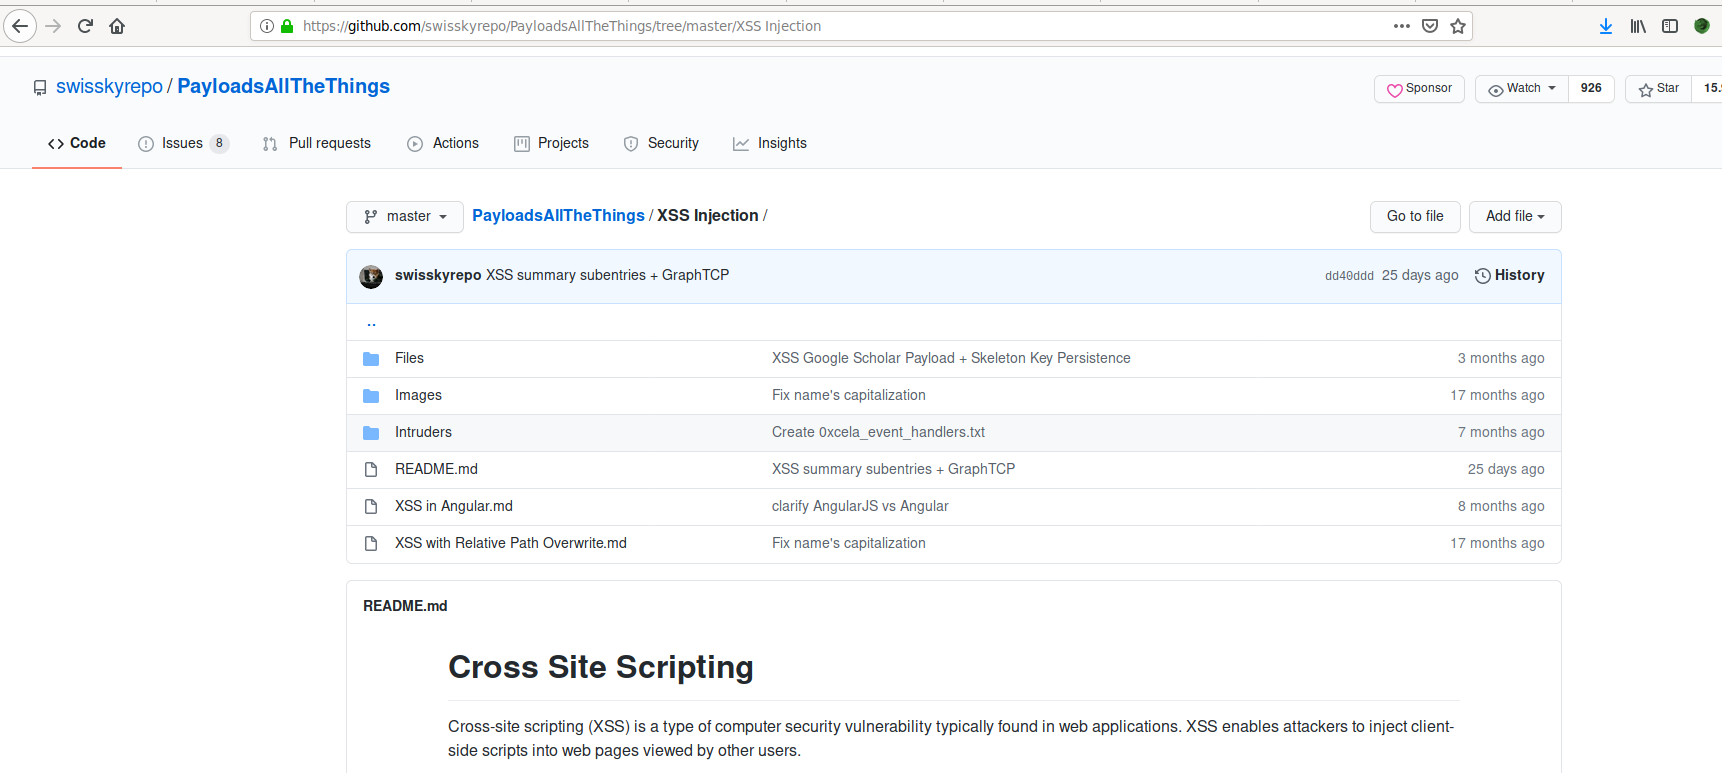 https://github.com/swisskyrepo/PayloadsAllTheThings/tree/master/XSS Injection
swisskyrepo / PayloadsAllTheThings
Sponsor Watch 926 Star
Code Issues 8 Pull requests Actions Projects Security Insights
master PayloadsAllTheThings / XSS Injection / Go to file Add file
swisskyrepo XSS summary subentries + GraphTCP dd40ddd 25 days ago History
..
Files XSS Google Scholar Payload + Skeleton Key Persistence 3 months ago
Images Fix name's capitalization 17 months ago
Intruders Create 0xcela_event_handlers.txt 7 months ago
README.md XSS summary subentries + GraphTCP 25 days ago
XSS in Angular.md clarify AngularJS vs Angular 8 months ago
XSS with Relative Path Overwrite.md Fix name's capitalization 17 months ago
README.md
Cross Site Scripting
Cross-site scripting (XSS) is a type of computer security vulnerability typically found in web applications. XSS enables attackers to inject client-
side scripts into web pages viewed by other users.